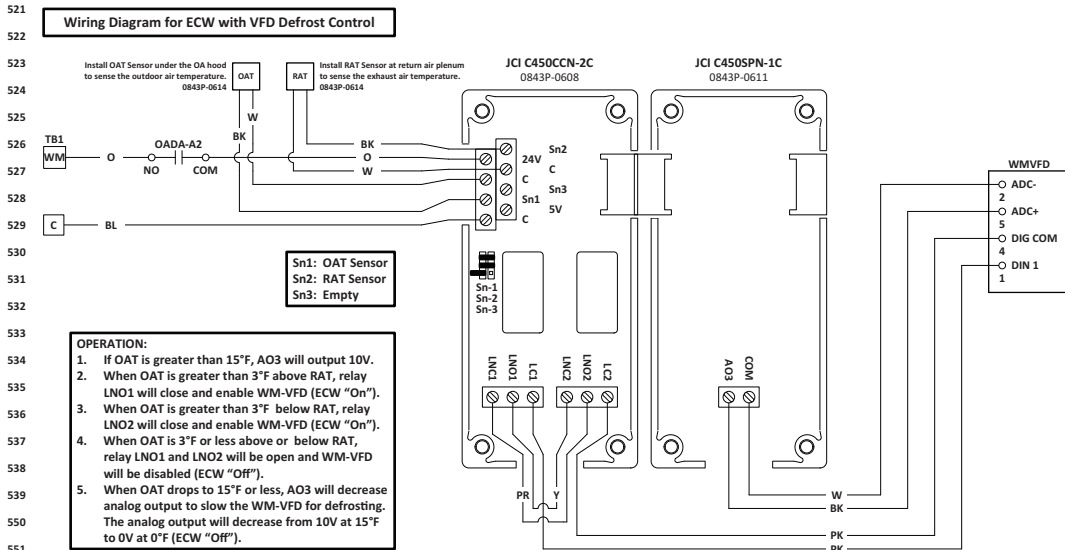 521
Wiring Diagram for ECW with VFD Defrost Control
522
523
Install OAT Sensor under the OA hood
to sense the outdoor air temperature.
0843P-0614
OAT
RAT
Install RAT Sensor at return air plenum
to sense the exhaust air temperature.
0843P-0614
JCI C450CCN-2C
0843P-0608
JCI C450SPN-1C
0843P-0611
524
525
W
BK
526
TB1
WM
O
NO
OADA-A2
COM
BK
O
W
Sn2
24V
C
C
Sn3
Sn1
5V
C
527
528
529
C
BL
WMVFD
ADC-
2
ADC+
5
DIG COM
4
DIN 1
1
530
Sn1: OAT Sensor
Sn2: RAT Sensor
Sn3: Empty
531
Sn-1
Sn-2
Sn-3
532
533
OPERATION:
534
1. If OAT is greater than 15°F, AO3 will output 10V.
2. When OAT is greater than 3°F above RAT, relay
LNO1 will close and enable WM-VFD (ECW “On”).
535
3. When OAT is greater than 3°F below RAT, relay
LNO2 will close and enable WM-VFD (ECW “On”).
536
537
4. When OAT is 3°F or less above or below RAT,
relay LNO1 and LNO2 will be open and WM-VFD
will be disabled (ECW “Off”).
538
539
5. When OAT drops to 15°F or less, AO3 will decrease
analog output to slow the WM-VFD for defrosting.
The analog output will decrease from 10V at 15°F
to 0V at 0°F (ECW “Off”).
550
551
LNC1
LNO1
LC1
LNC2
LNO2
LC2
AO3
COM
PR
Y
W
BK
PK
PK